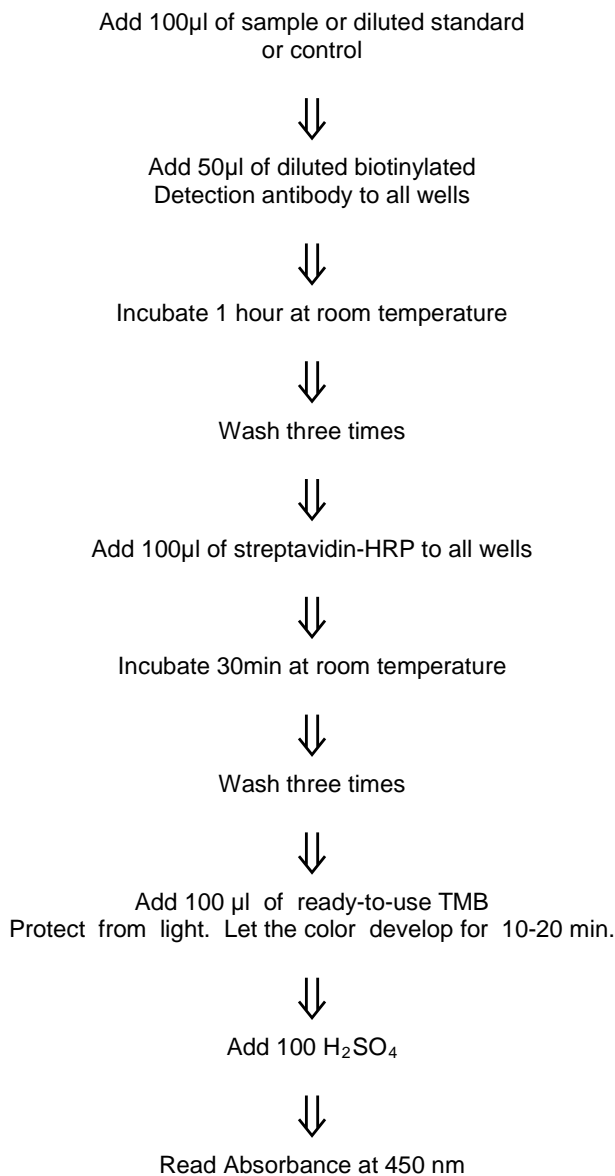 Add 100µl of sample or diluted standard
or control
Add 50µl of diluted biotinylated
Detection antibody to all wells
Incubate 1 hour at room temperature
Wash three times
Add 100µl of streptavidin-HRP to all wells
Incubate 30min at room temperature
Wash three times
Add 100 µl of ready-to-use TMB
Protect from light. Let the color develop for 10-20 min.
Add 100 H₂SO₄
Read Absorbance at 450 nm